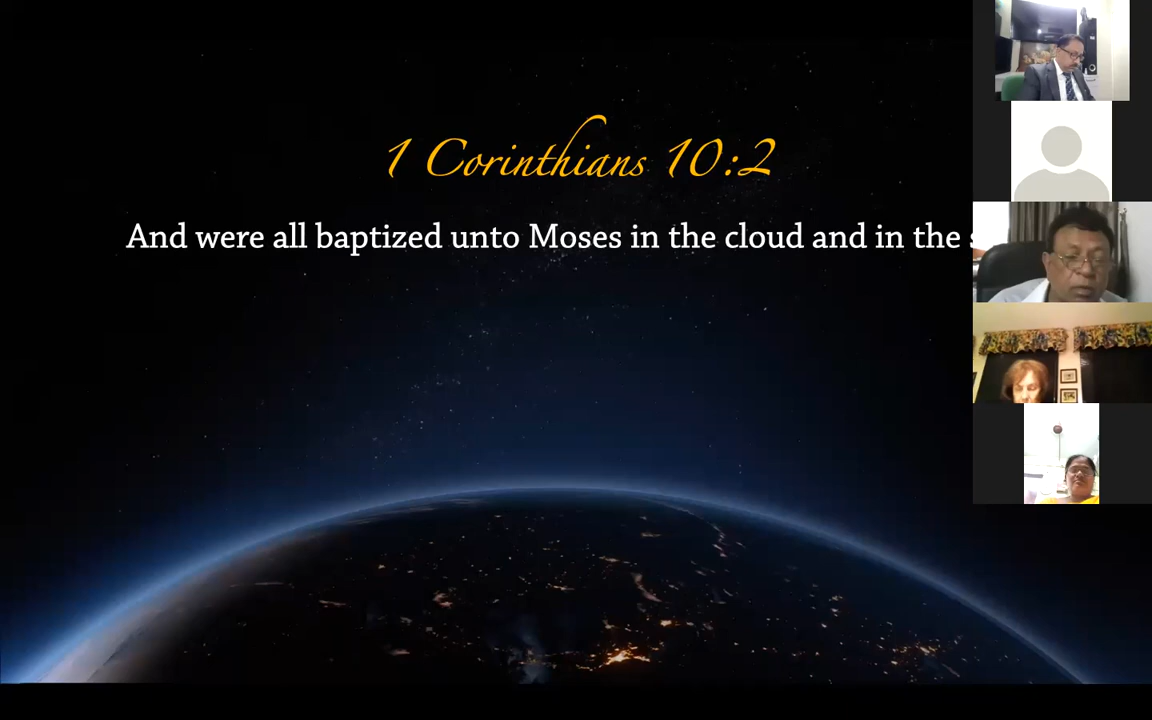 1 Corinthians 10:2
And were all baptized unto Moses in the cloud and in the